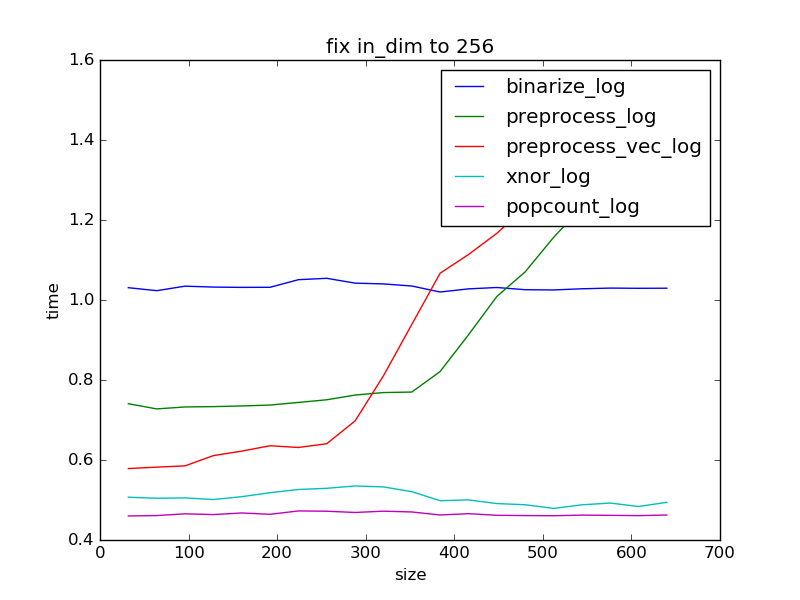 fix in_dim to 256
1.6
1.4
1.2
1.0
0.8
0.6
0.4
time
binarize_log
preprocess_log
preprocess_vec_log
xnor_log
popcount_log
0 100 200 300 400 500 600 700
size